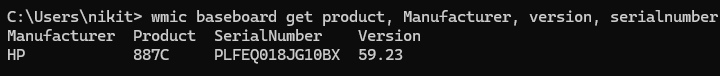 C:\Users\nikit> wmic baseboard get product, Manufacturer, version, serialnumber
Manufacturer  Product  SerialNumber    Version
HP            887C     PLFEQ018JG10BX  59.23